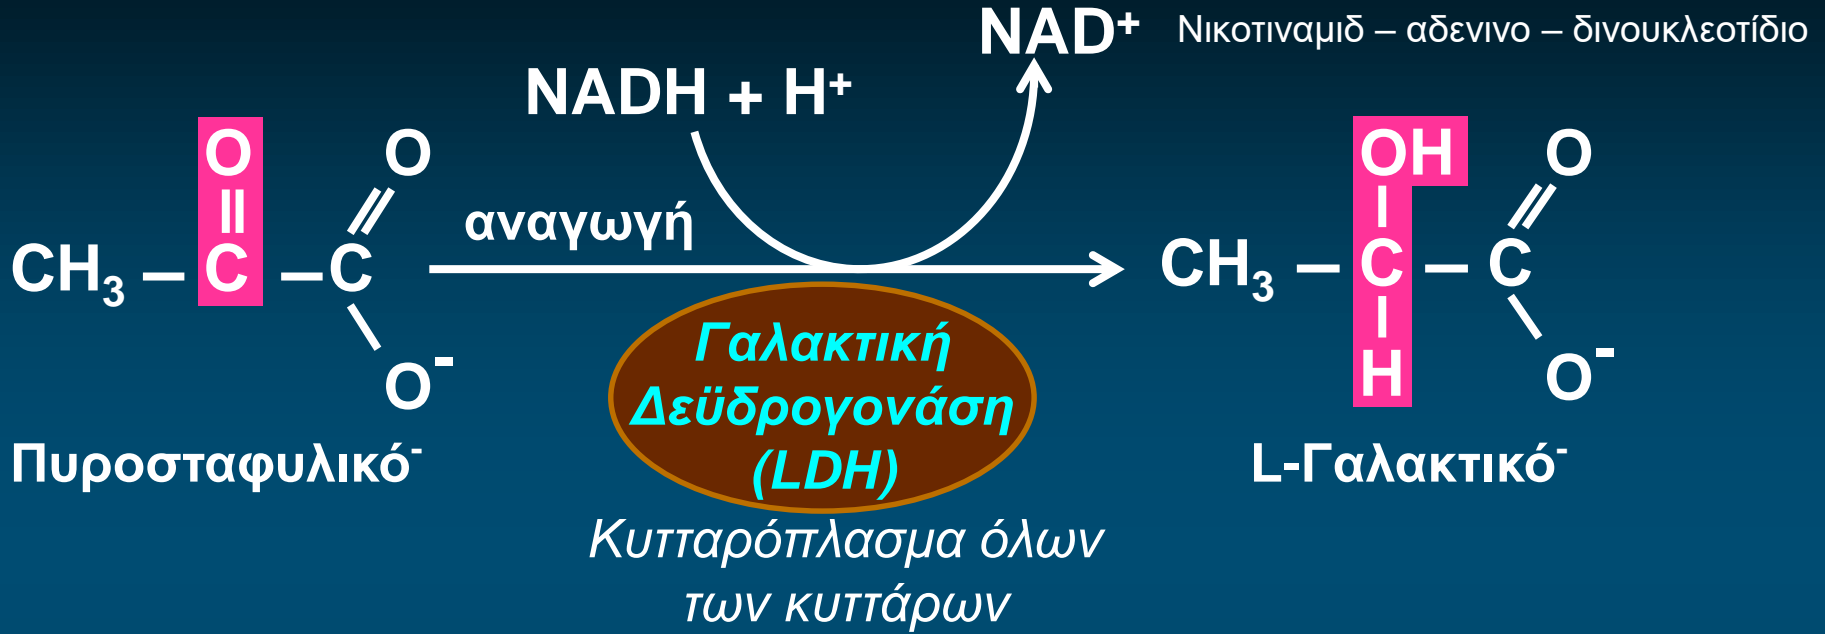 NAD⁺ Νικοτιναμιδ – αδενινο – δινουκλεοτίδιο
NADH + H⁺
O O OH O
αναγωγή
CH₃ – C – C CH₃ – C – C
H
O⁻ O⁻
Γαλακτική
Δεϋδρογονάση
(LDH)
Πυροσταφυλικό⁻ L-Γαλακτικό⁻
Κυτταρόπλασμα όλων
των κυττάρων